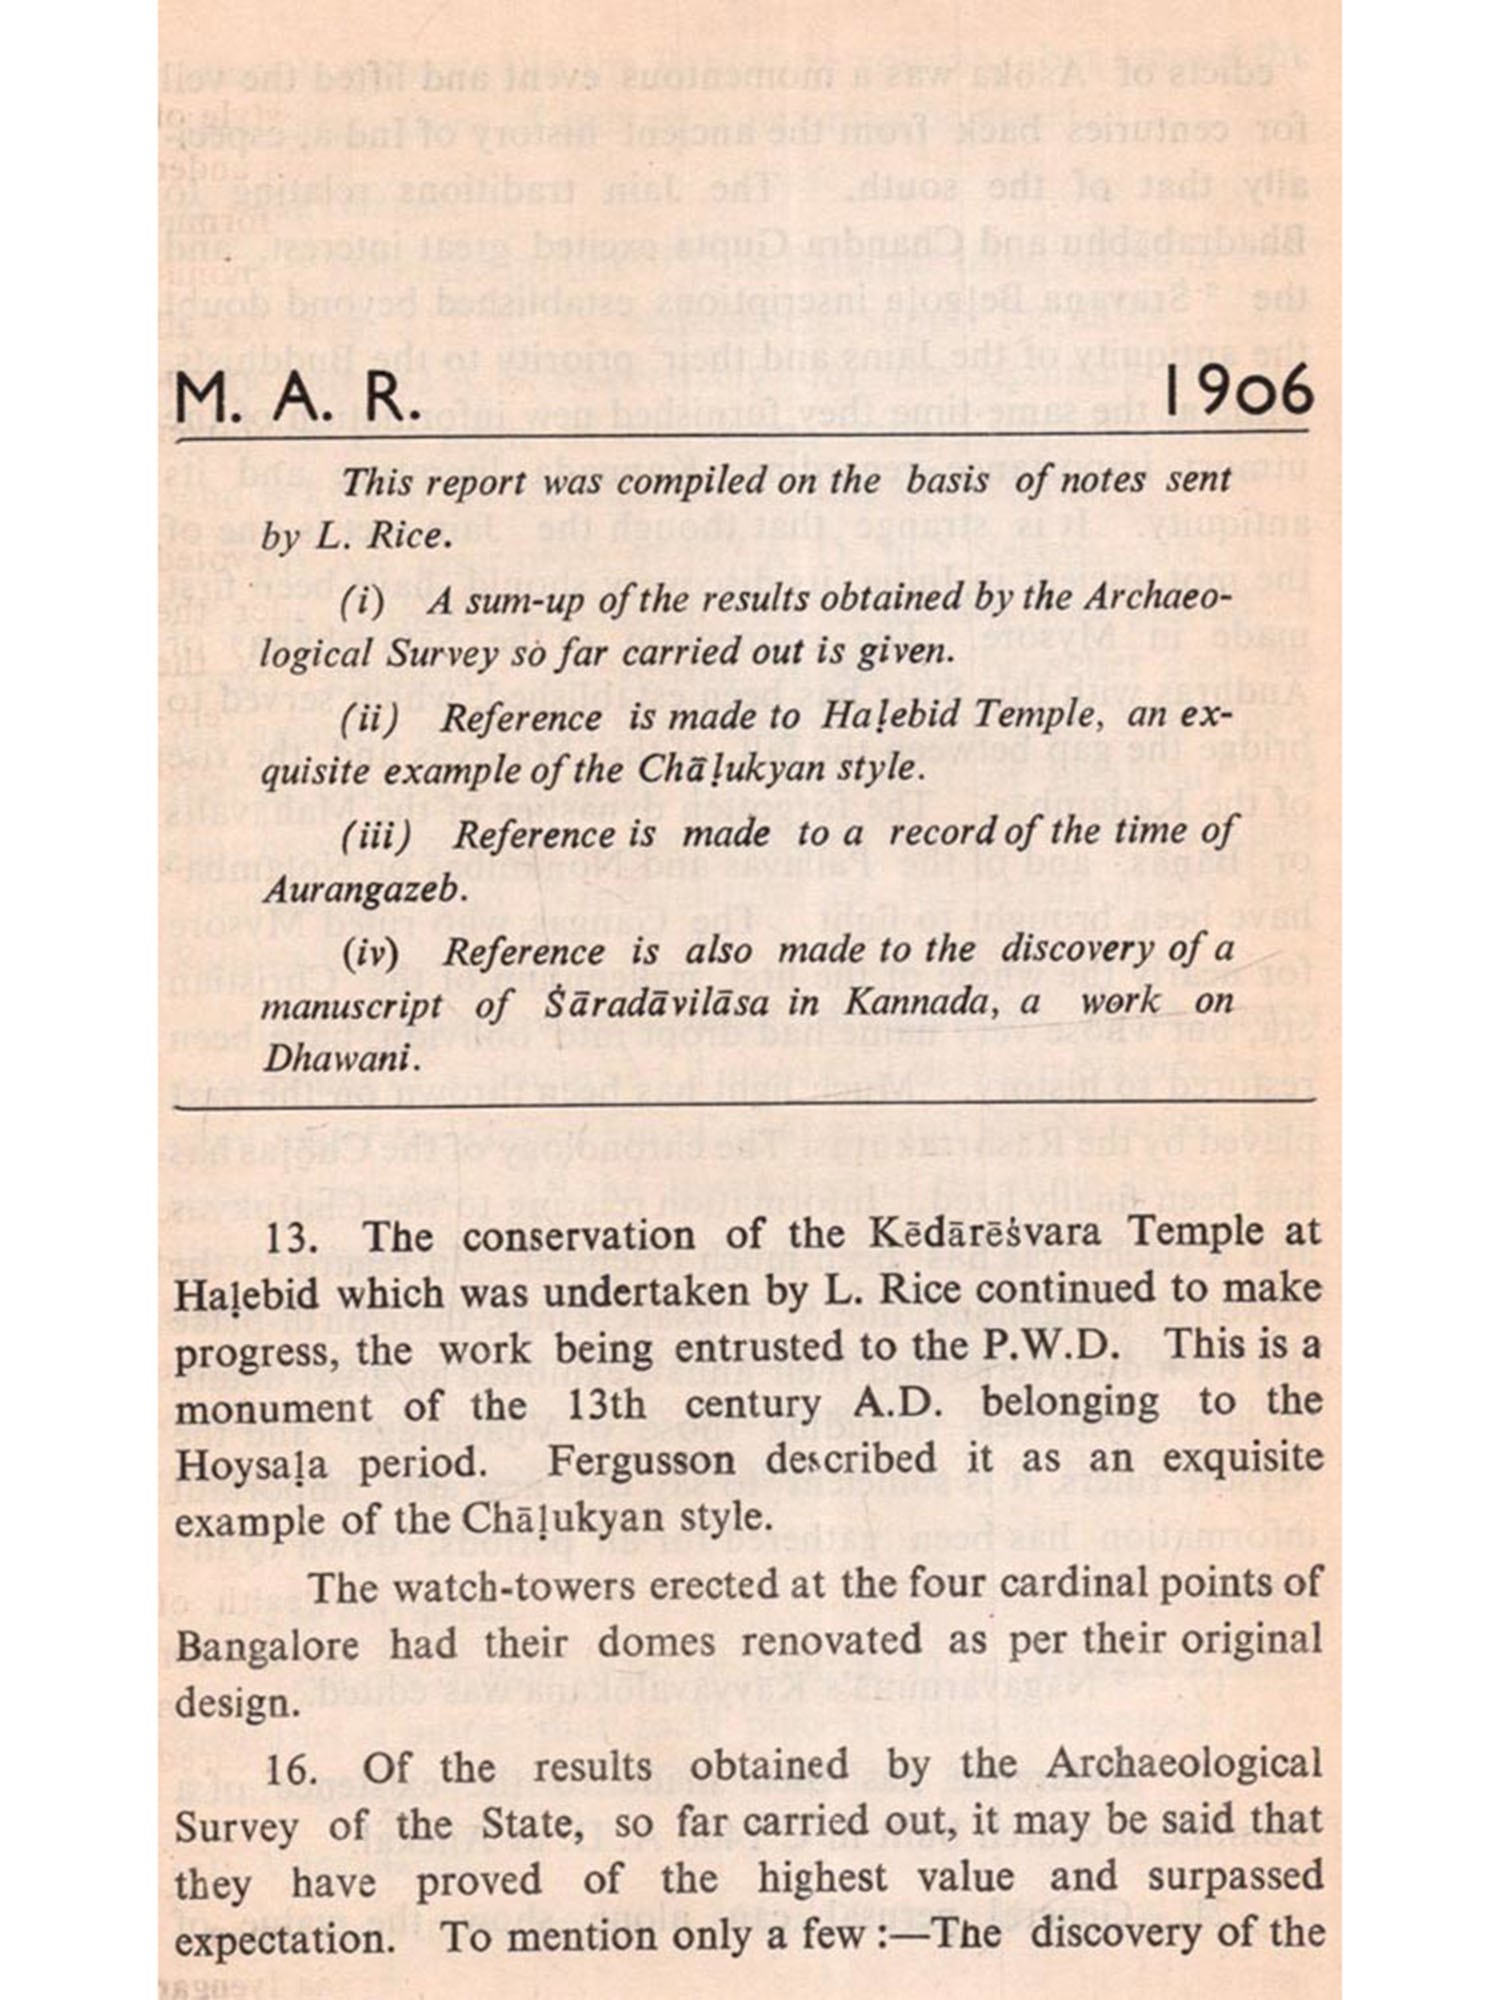 M. A. R. 1906
This report was compiled on the basis of notes sent
by L. Rice.
(i) A sum-up of the results obtained by the Archaeo-
logical Survey so far carried out is given.
(ii) Reference is made to Haḷebid Temple, an ex-
quisite example of the Chāḷukyan style.
(iii) Reference is made to a record of the time of
Aurangazeb.
(iv) Reference is also made to the discovery of a
manuscript of Ṡāradāvilāsa in Kannada, a work on
Dhawani.
13. The conservation of the Kēdārēṡvara Temple at
Haḷebid which was undertaken by L. Rice continued to make
progress, the work being entrusted to the P.W.D. This is a
monument of the 13th century A.D. belonging to the
Hoysaḷa period. Fergusson described it as an exquisite
example of the Chāḷukyan style.
The watch-towers erected at the four cardinal points of
Bangalore had their domes renovated as per their original
design.
16. Of the results obtained by the Archaeological
Survey of the State, so far carried out, it may be said that
they have proved of the highest value and surpassed
expectation. To mention only a few :—The discovery of the